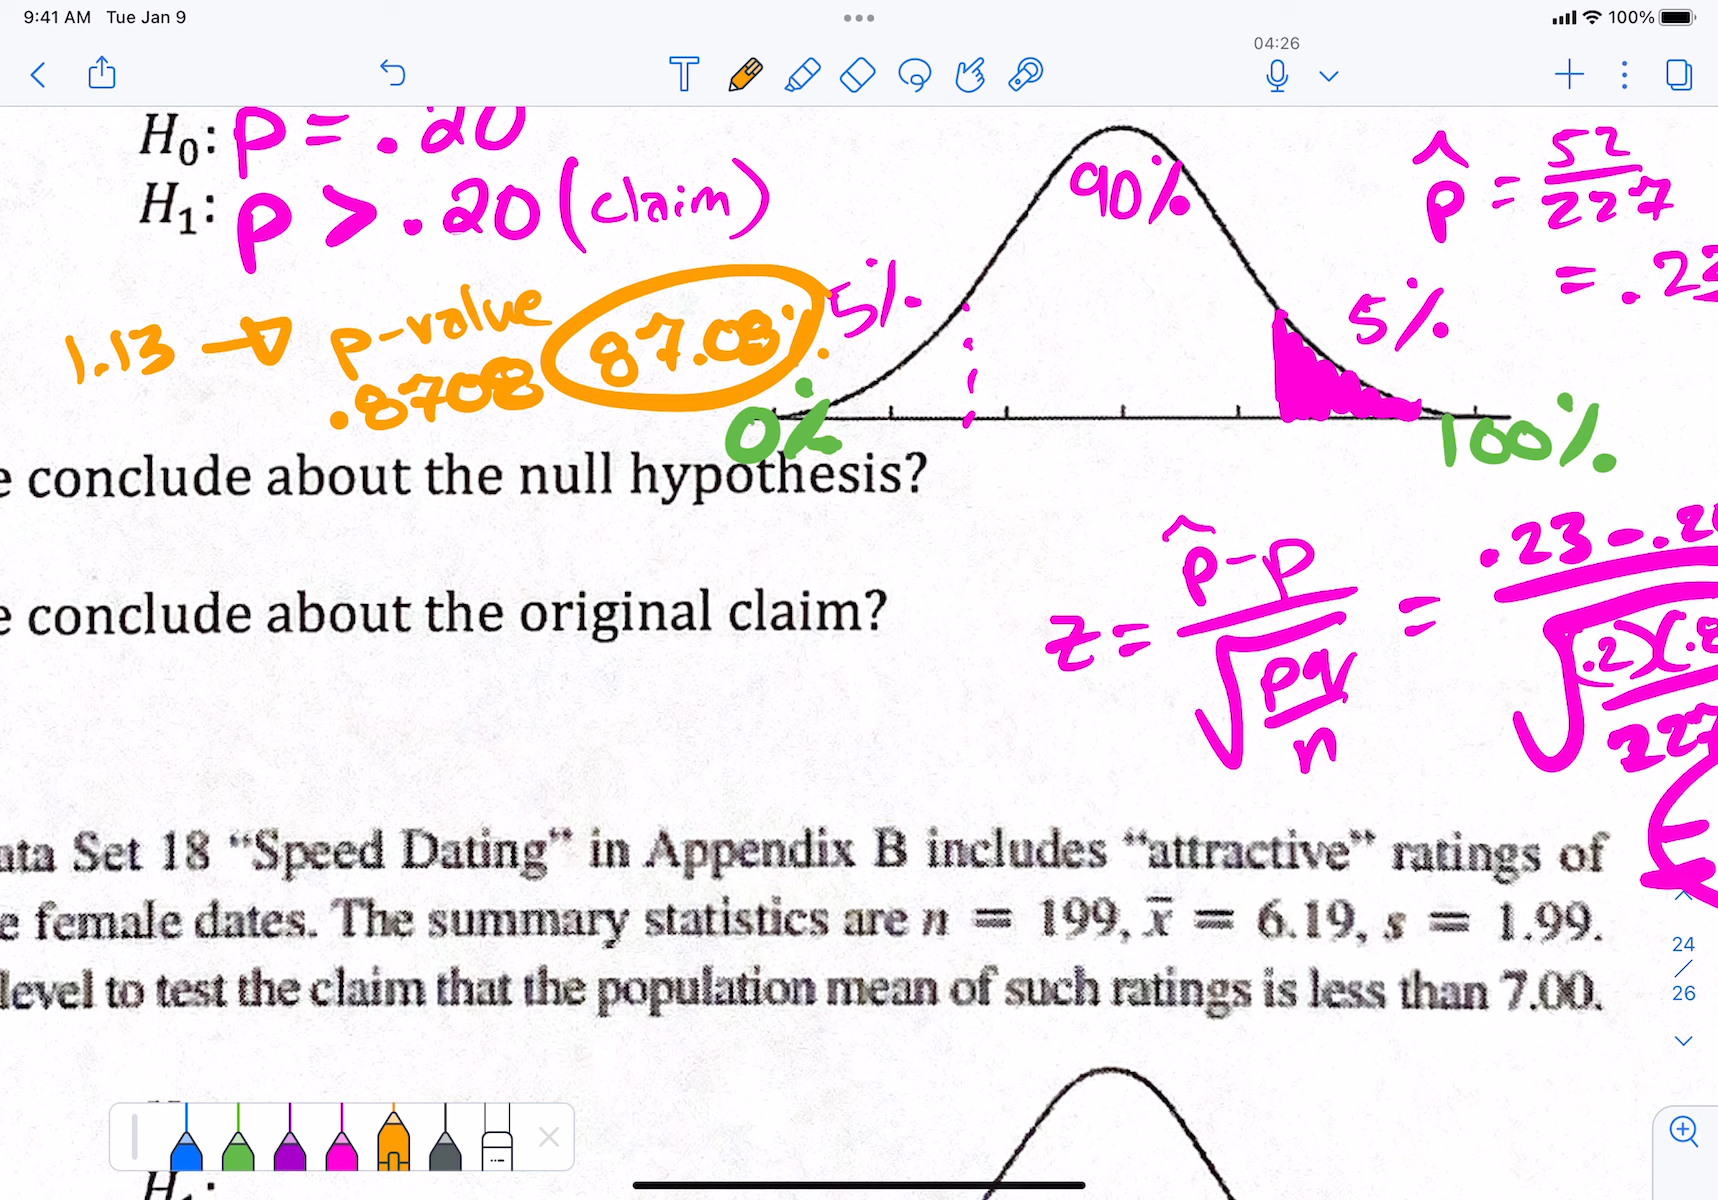 9:41 AM Tue Jan 9
100%
04:26
H₀: p = .20
H₁: p > .20 (claim)
90%
p̂ = 52/227
= .23
5%
5%
1.13 → p-value
.8708
87.08%
0%
100%
conclude about the null hypothesis?
z = (p̂ - p)/√(pq/n) = .23 - .2
√((.2)(.8
227
conclude about the original claim?
Set 18 “Speed Dating” in Appendix B includes “attractive” ratings of
female dates. The summary statistics are n = 199, x̄ = 6.19, s = 1.99.
level to test the claim that the population mean of such ratings is less than 7.00.
24
/
26